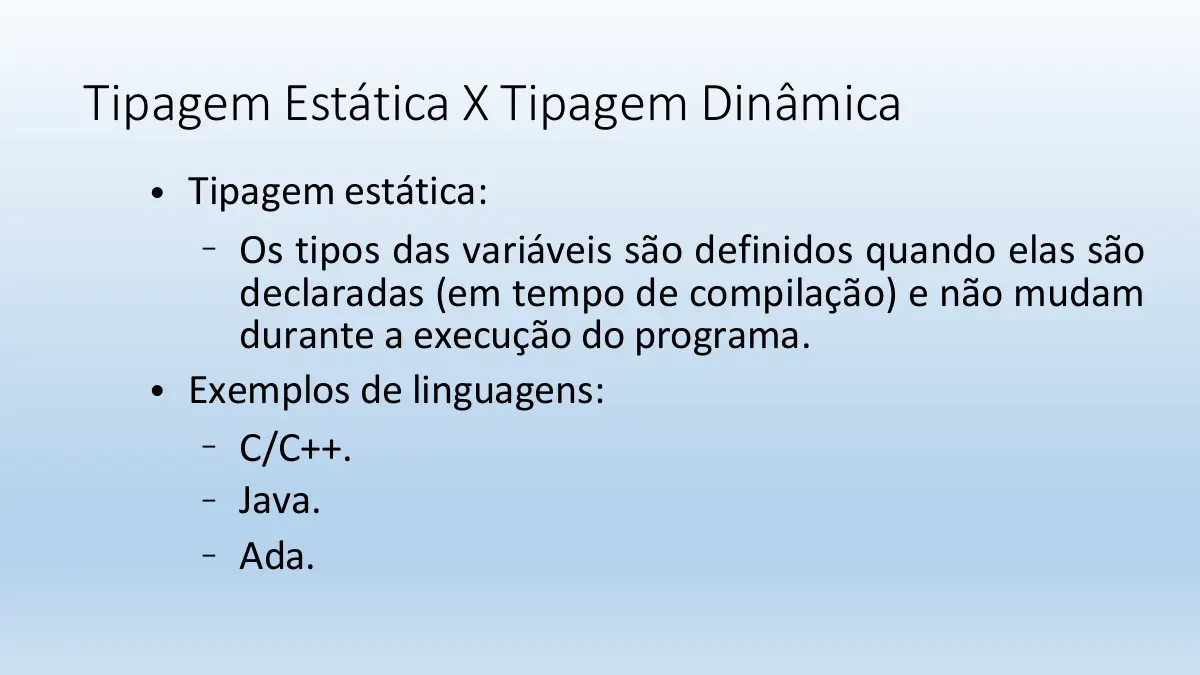 Tipagem Estática X Tipagem Dinâmica
• Tipagem estática:
– Os tipos das variáveis são definidos quando elas são
declaradas (em tempo de compilação) e não mudam
durante a execução do programa.
• Exemplos de linguagens:
– C/C++.
– Java.
– Ada.